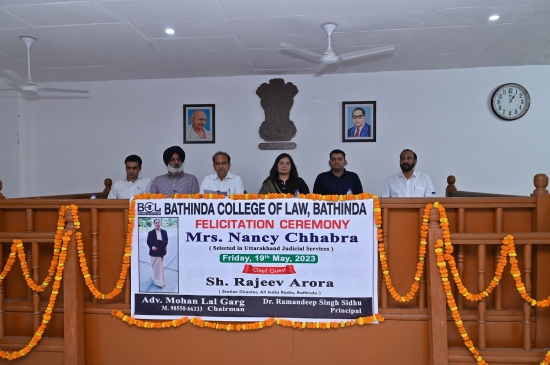 BCL BATHINDA COLLEGE OF LAW, BATHINDA
FELICITATION CEREMONY
Mrs. Nancy Chhabra
( Selected in Uttarakhand Judicial Services )
Friday, 19th May, 2023
Chief Guest
Sh. Rajeev Arora
(Station Director, All India Radio, Bathinda)
Adv. Mohan Lal Garg
M. 98550-66333 Chairman
Dr. Ramandeep Singh Sidhu
Principal